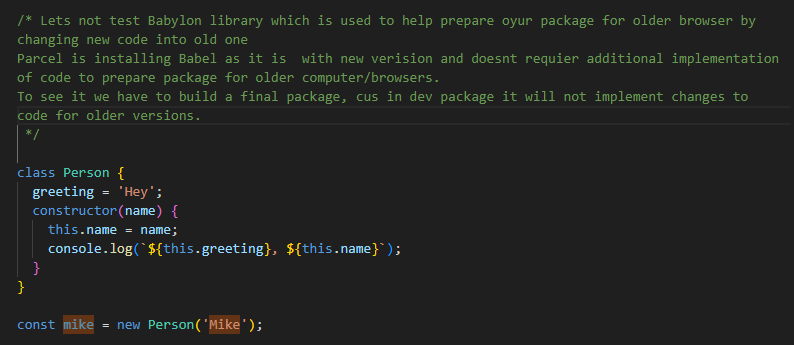 /* Lets not test Babylon library which is used to help prepare oyur package for older browser by
changing new code into old one
Parcel is installing Babel as it is  with new verision and doesnt requier additional implementation
of code to prepare package for older computer/browsers.
To see it we have to build a final package, cus in dev package it will not implement changes to
code for older versions.
 */

class Person {
  greeting = 'Hey';
  constructor(name) {
    this.name = name;
    console.log(`${this.greeting}, ${this.name}`);
  }
}

const mike = new Person('Mike');